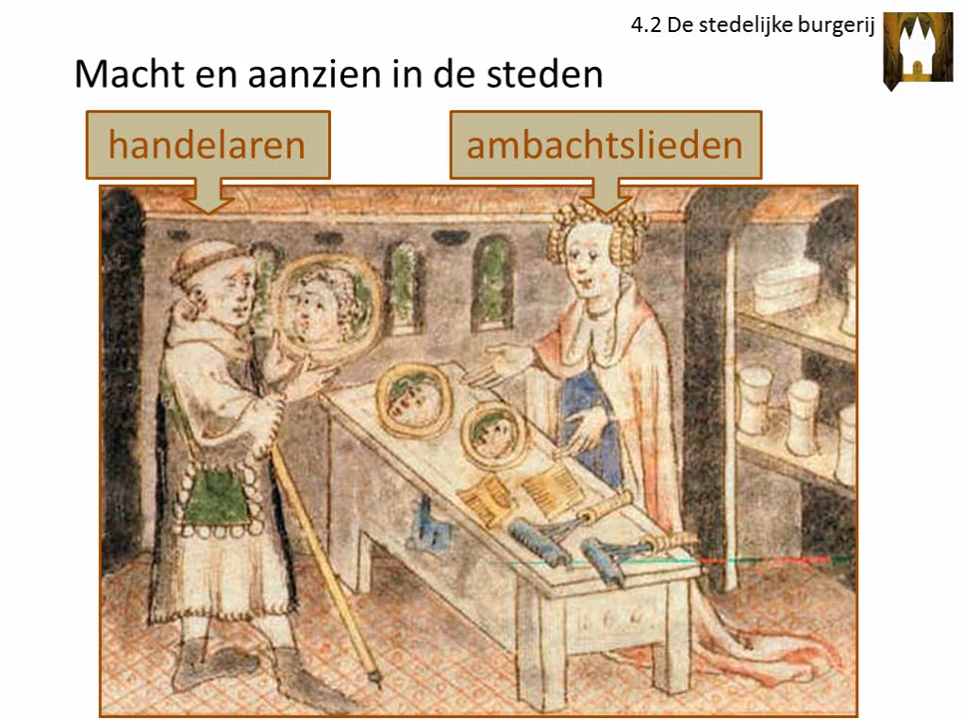 4.2 De stedelijke burgerij
Macht en aanzien in de steden
handelaren
ambachtslieden